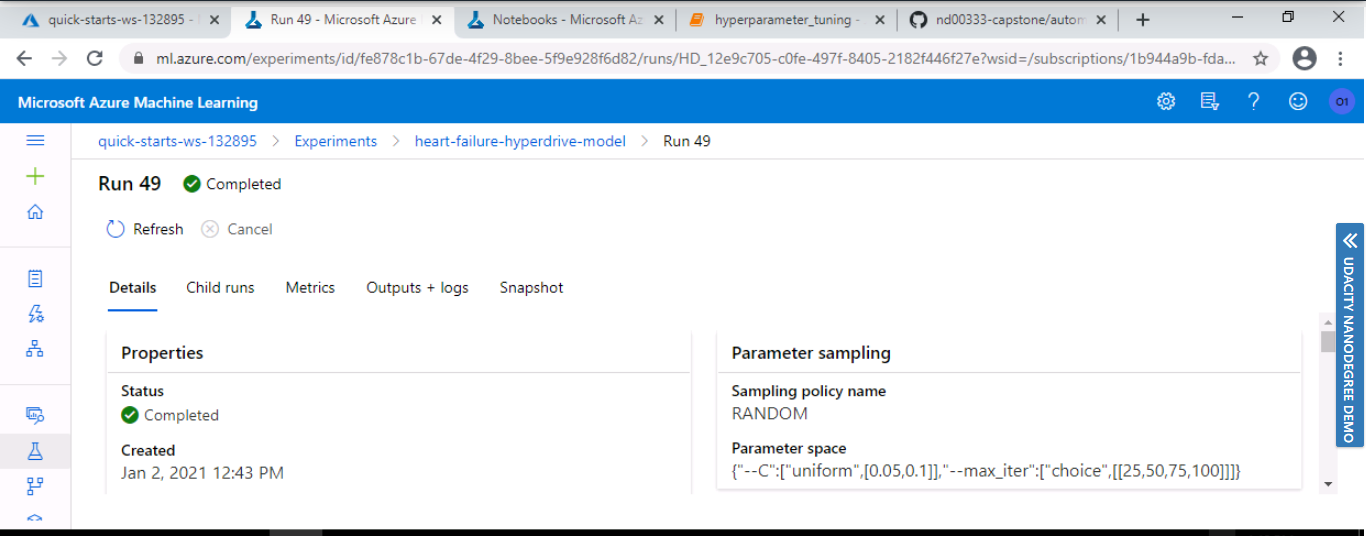 quick-starts-ws-132895 -
Run 49 - Microsoft Azure
Notebooks - Microsoft Az
hyperparameter_tuning -
nd00333-capstone/autom
ml.azure.com/experiments/id/fe878c1b-67de-4f29-8bee-5f9e928f6d82/runs/HD_12e9c705-c0fe-497f-8405-2182f446f27e?wsid=/subscriptions/1b944a9b-fda...
Microsoft Azure Machine Learning
O1
quick-starts-ws-132895 > Experiments > heart-failure-hyperdrive-model > Run 49
Run 49 Completed
Refresh Cancel
Details Child runs Metrics Outputs + logs Snapshot
Properties
Status
Completed
Created
Jan 2, 2021 12:43 PM
Parameter sampling
Sampling policy name
RANDOM
Parameter space
{"--C":["uniform",[0.05,0.1]],"--max_iter":["choice",[[25,50,75,100]]]}
UDACITY NANODEGREE DEMO